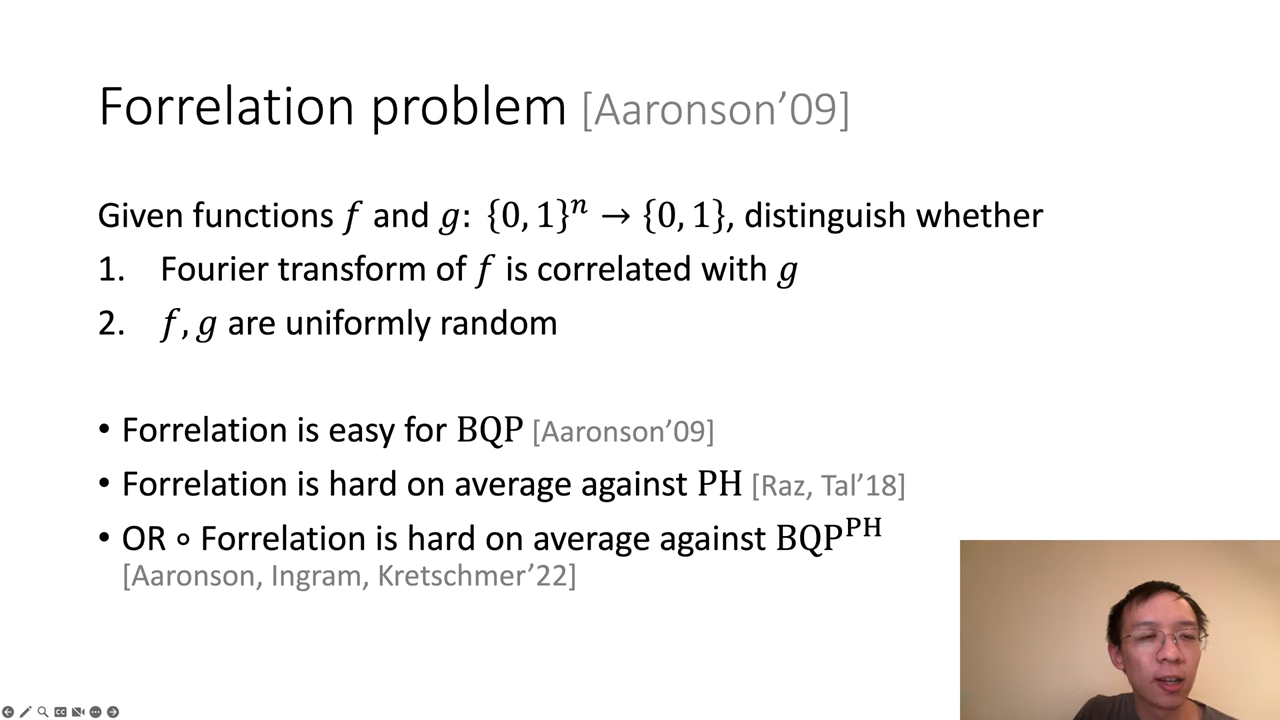 Forrelation problem [Aaronson’09]
Given functions 𝑓 and 𝑔: {0, 1}ⁿ → {0, 1}, distinguish whether
1. Fourier transform of 𝑓 is correlated with 𝑔
2. 𝑓, 𝑔 are uniformly random
• Forrelation is easy for BQP [Aaronson’09]
• Forrelation is hard on average against PH [Raz, Tal’18]
• OR ∘ Forrelation is hard on average against BQP^PH
[Aaronson, Ingram, Kretschmer’22]